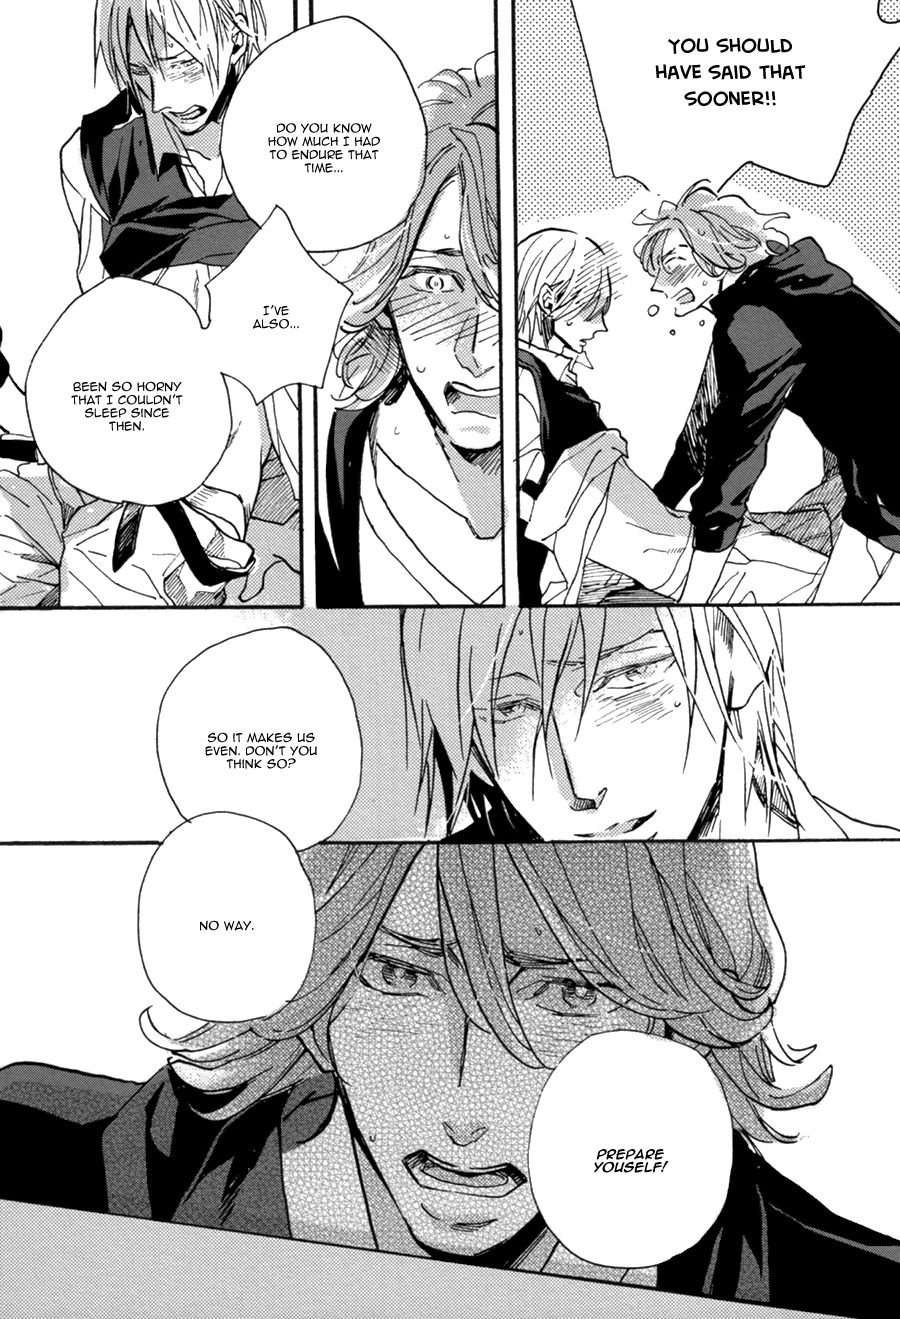 YOU SHOULD
HAVE SAID THAT
SOONER!!
DO YOU KNOW
HOW MUCH I HAD
TO ENDURE THAT
TIME...
I'VE
ALSO...
BEEN SO HORNY
THAT I COULDN'T
SLEEP SINCE
THEN.
SO IT MAKES US
EVEN. DON'T YOU
THINK SO?
NO WAY.
PREPARE
YOUSELF!